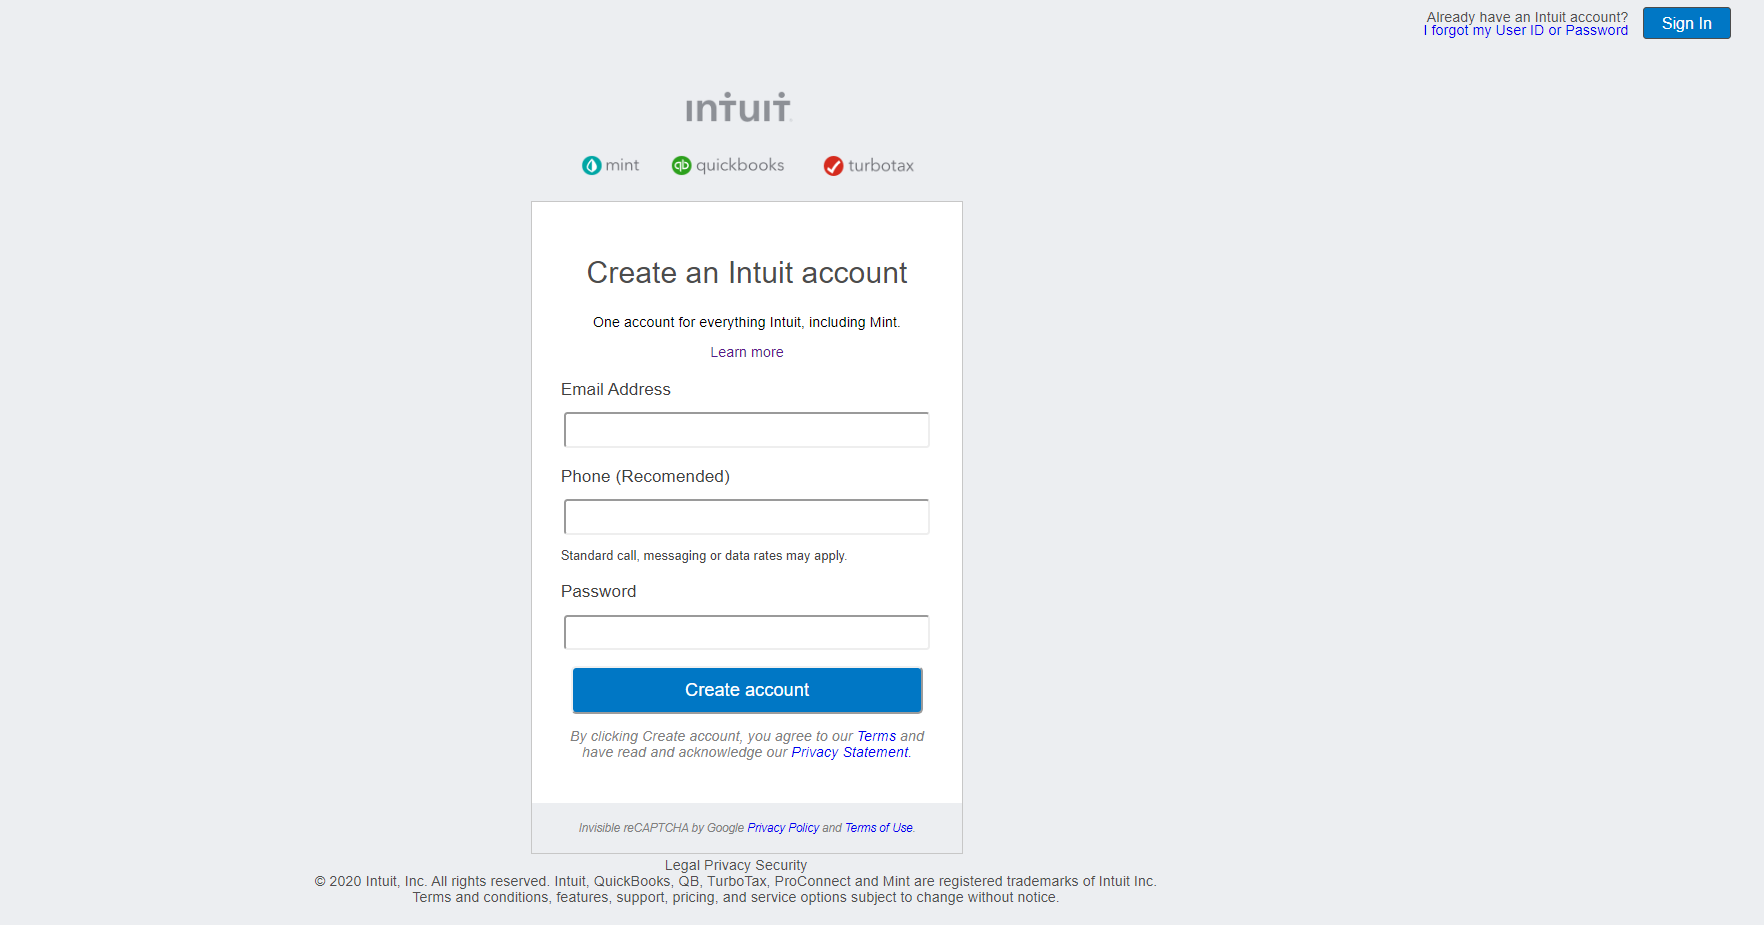 Already have an Intuit account?
I forgot my User ID or Password
Sign In
intuit
mint
qb quickbooks
turbotax
Create an Intuit account
One account for everything Intuit, including Mint.
Learn more
Email Address
Phone (Recomended)
Standard call, messaging or data rates may apply.
Password
Create account
By clicking Create account, you agree to our Terms and
have read and acknowledge our Privacy Statement.
Invisible reCAPTCHA by Google Privacy Policy and Terms of Use.
Legal Privacy Security
© 2020 Intuit, Inc. All rights reserved. Intuit, QuickBooks, QB, TurboTax, ProConnect and Mint are registered trademarks of Intuit Inc.
Terms and conditions, features, support, pricing, and service options subject to change without notice.